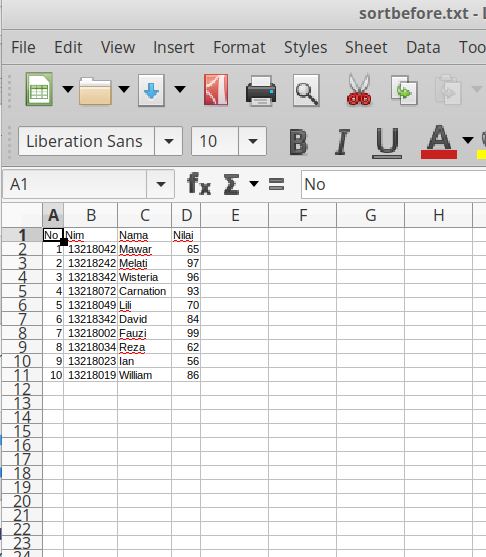 sortbefore.txt - L
File Edit View Insert Format Styles Sheet Data Too
Liberation Sans 10 B I U A
A1 No
A B C D E F G H
1 No Nim Nama Nilai
2 1 13218042 Mawar 65
3 2 13218242 Melati 97
4 3 13218342 Wisteria 96
5 4 13218072 Carnation 93
6 5 13218049 Lili 70
7 6 13218342 David 84
8 7 13218002 Fauzi 99
9 8 13218034 Reza 62
10 9 13218023 Ian 56
11 10 13218019 William 86
12
13
14
15
16
17
18
19
20
21
22
23
24